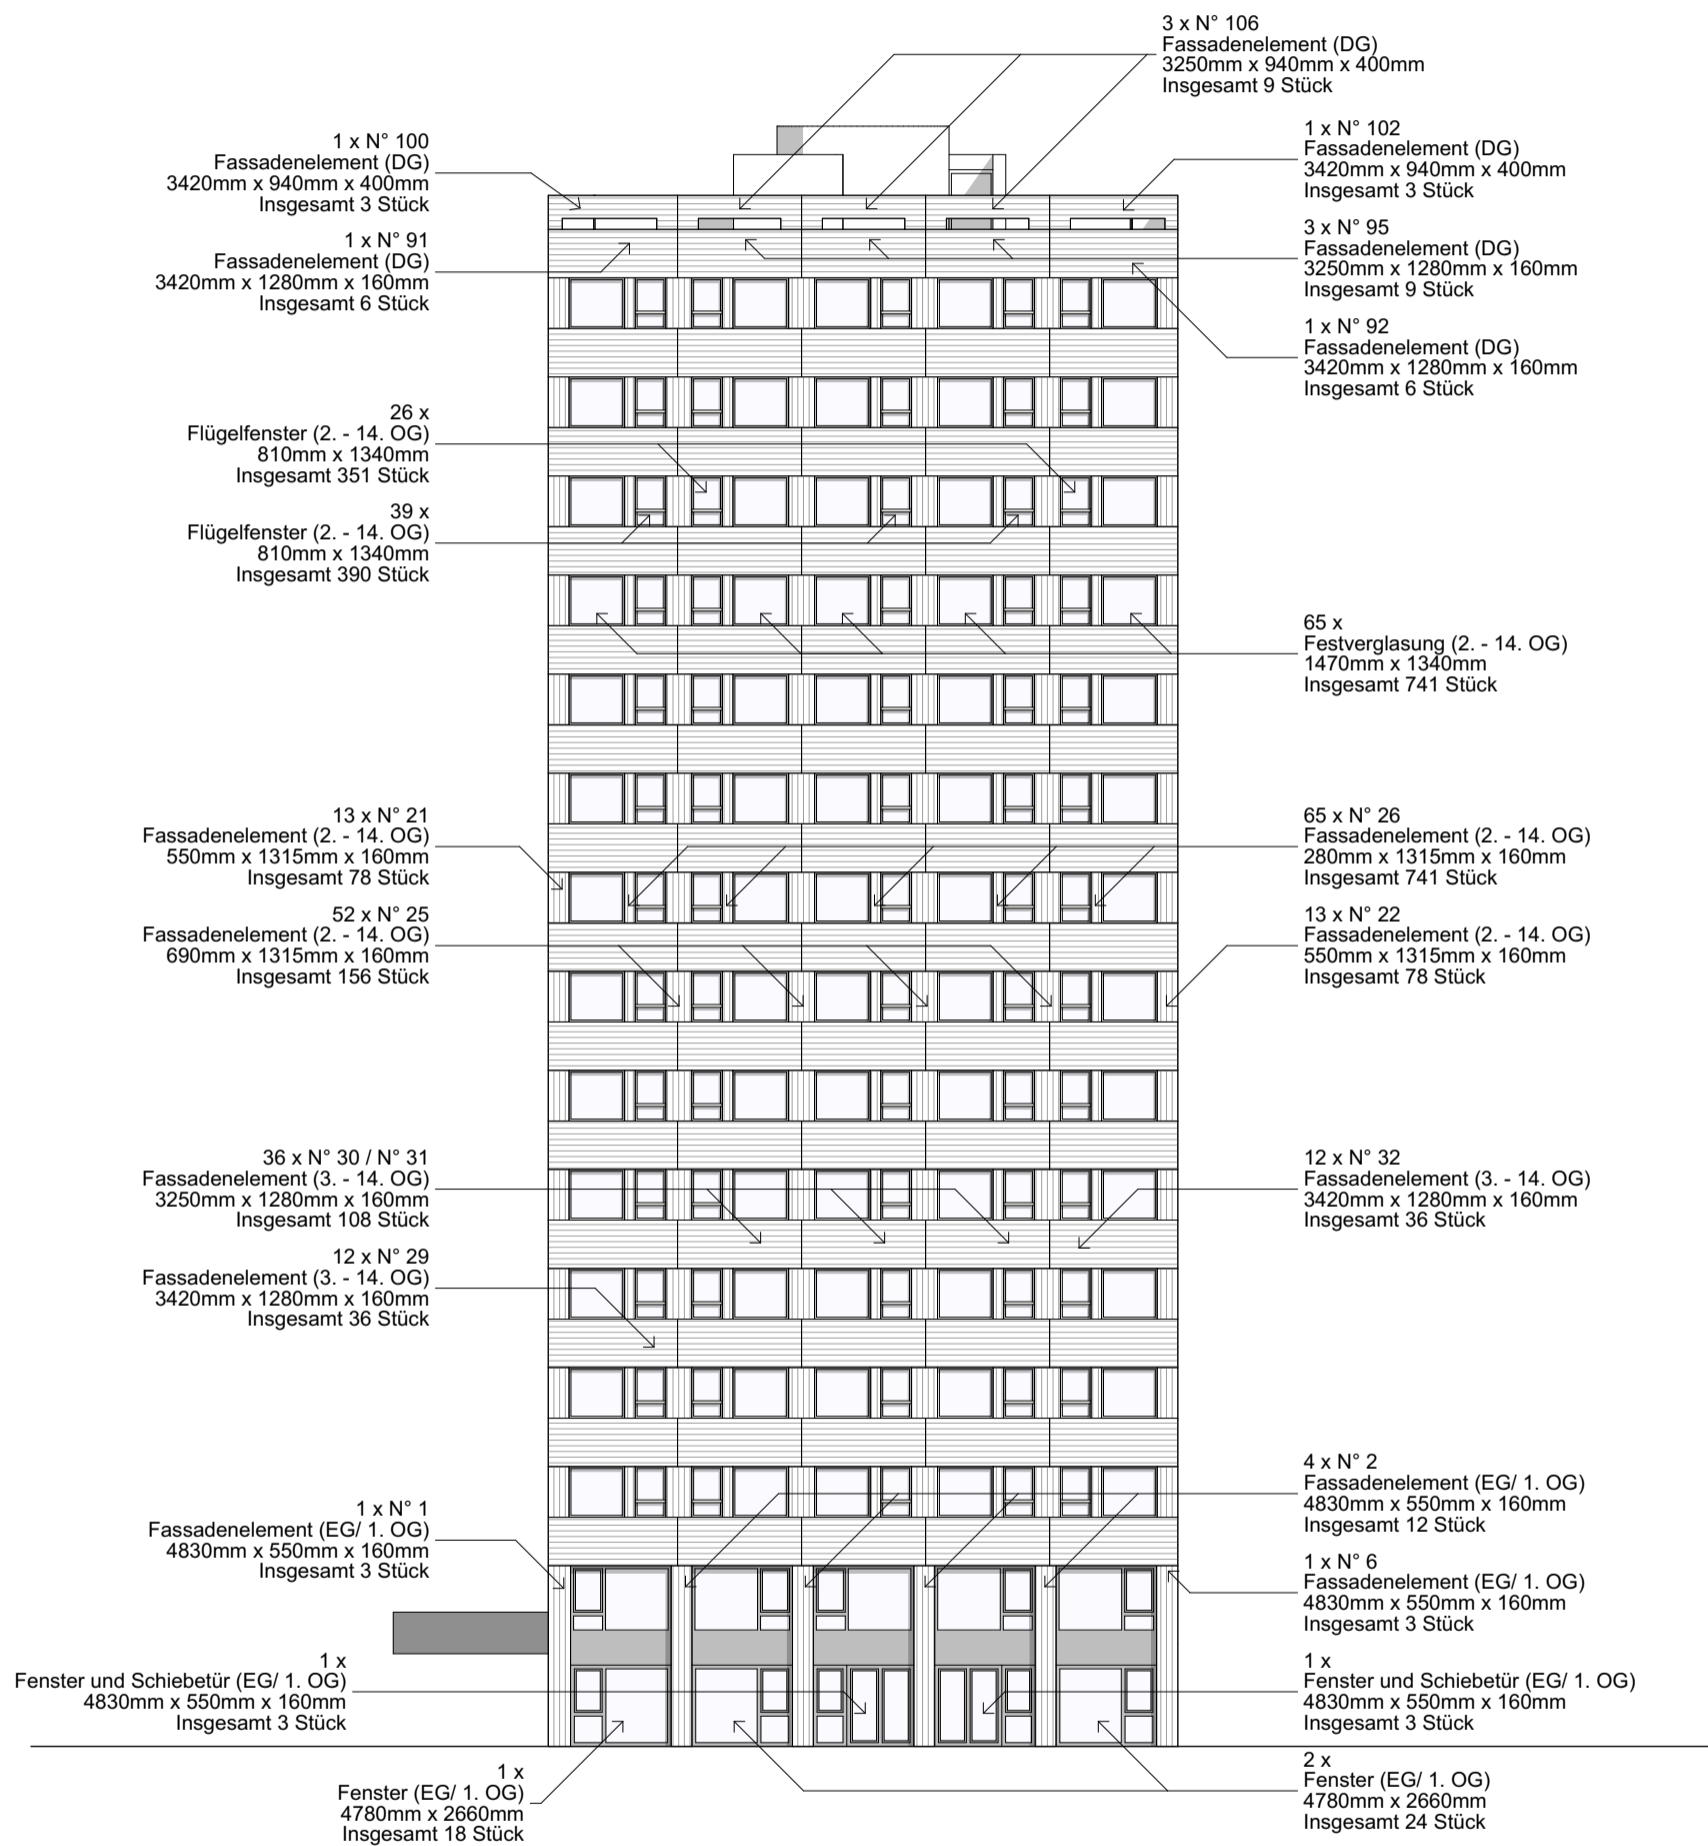 3 x N° 106
Fassadenelement (DG)
3250mm x 940mm x 400mm
Insgesamt 9 Stück
1 x N° 100
Fassadenelement (DG)
3420mm x 940mm x 400mm
Insgesamt 3 Stück
1 x N° 102
Fassadenelement (DG)
3420mm x 940mm x 400mm
Insgesamt 3 Stück
1 x N° 91
Fassadenelement (DG)
3420mm x 1280mm x 160mm
Insgesamt 6 Stück
3 x N° 95
Fassadenelement (DG)
3250mm x 1280mm x 160mm
Insgesamt 9 Stück
1 x N° 92
Fassadenelement (DG)
3420mm x 1280mm x 160mm
Insgesamt 6 Stück
26 x
Flügelfenster (2. - 14. OG)
810mm x 1340mm
Insgesamt 351 Stück
39 x
Flügelfenster (2. - 14. OG)
810mm x 1340mm
Insgesamt 390 Stück
65 x
Festverglasung (2. - 14. OG)
1470mm x 1340mm
Insgesamt 741 Stück
13 x N° 21
Fassadenelement (2. - 14. OG)
550mm x 1315mm x 160mm
Insgesamt 78 Stück
65 x N° 26
Fassadenelement (2. - 14. OG)
280mm x 1315mm x 160mm
Insgesamt 741 Stück
52 x N° 25
Fassadenelement (2. - 14. OG)
690mm x 1315mm x 160mm
Insgesamt 156 Stück
13 x N° 22
Fassadenelement (2. - 14. OG)
550mm x 1315mm x 160mm
Insgesamt 78 Stück
36 x N° 30 / N° 31
Fassadenelement (3. - 14. OG)
3250mm x 1280mm x 160mm
Insgesamt 108 Stück
12 x N° 32
Fassadenelement (3. - 14. OG)
3420mm x 1280mm x 160mm
Insgesamt 36 Stück
12 x N° 29
Fassadenelement (3. - 14. OG)
3420mm x 1280mm x 160mm
Insgesamt 36 Stück
4 x N° 2
Fassadenelement (EG/ 1. OG)
4830mm x 550mm x 160mm
Insgesamt 12 Stück
1 x N° 1
Fassadenelement (EG/ 1. OG)
4830mm x 550mm x 160mm
Insgesamt 3 Stück
1 x N° 6
Fassadenelement (EG/ 1. OG)
4830mm x 550mm x 160mm
Insgesamt 3 Stück
1 x
Fenster und Schiebetür (EG/ 1. OG)
4830mm x 550mm x 160mm
Insgesamt 3 Stück
1 x
Fenster und Schiebetür (EG/ 1. OG)
4830mm x 550mm x 160mm
Insgesamt 3 Stück
1 x
Fenster (EG/ 1. OG)
4780mm x 2660mm
Insgesamt 18 Stück
2 x
Fenster (EG/ 1. OG)
4780mm x 2660mm
Insgesamt 24 Stück